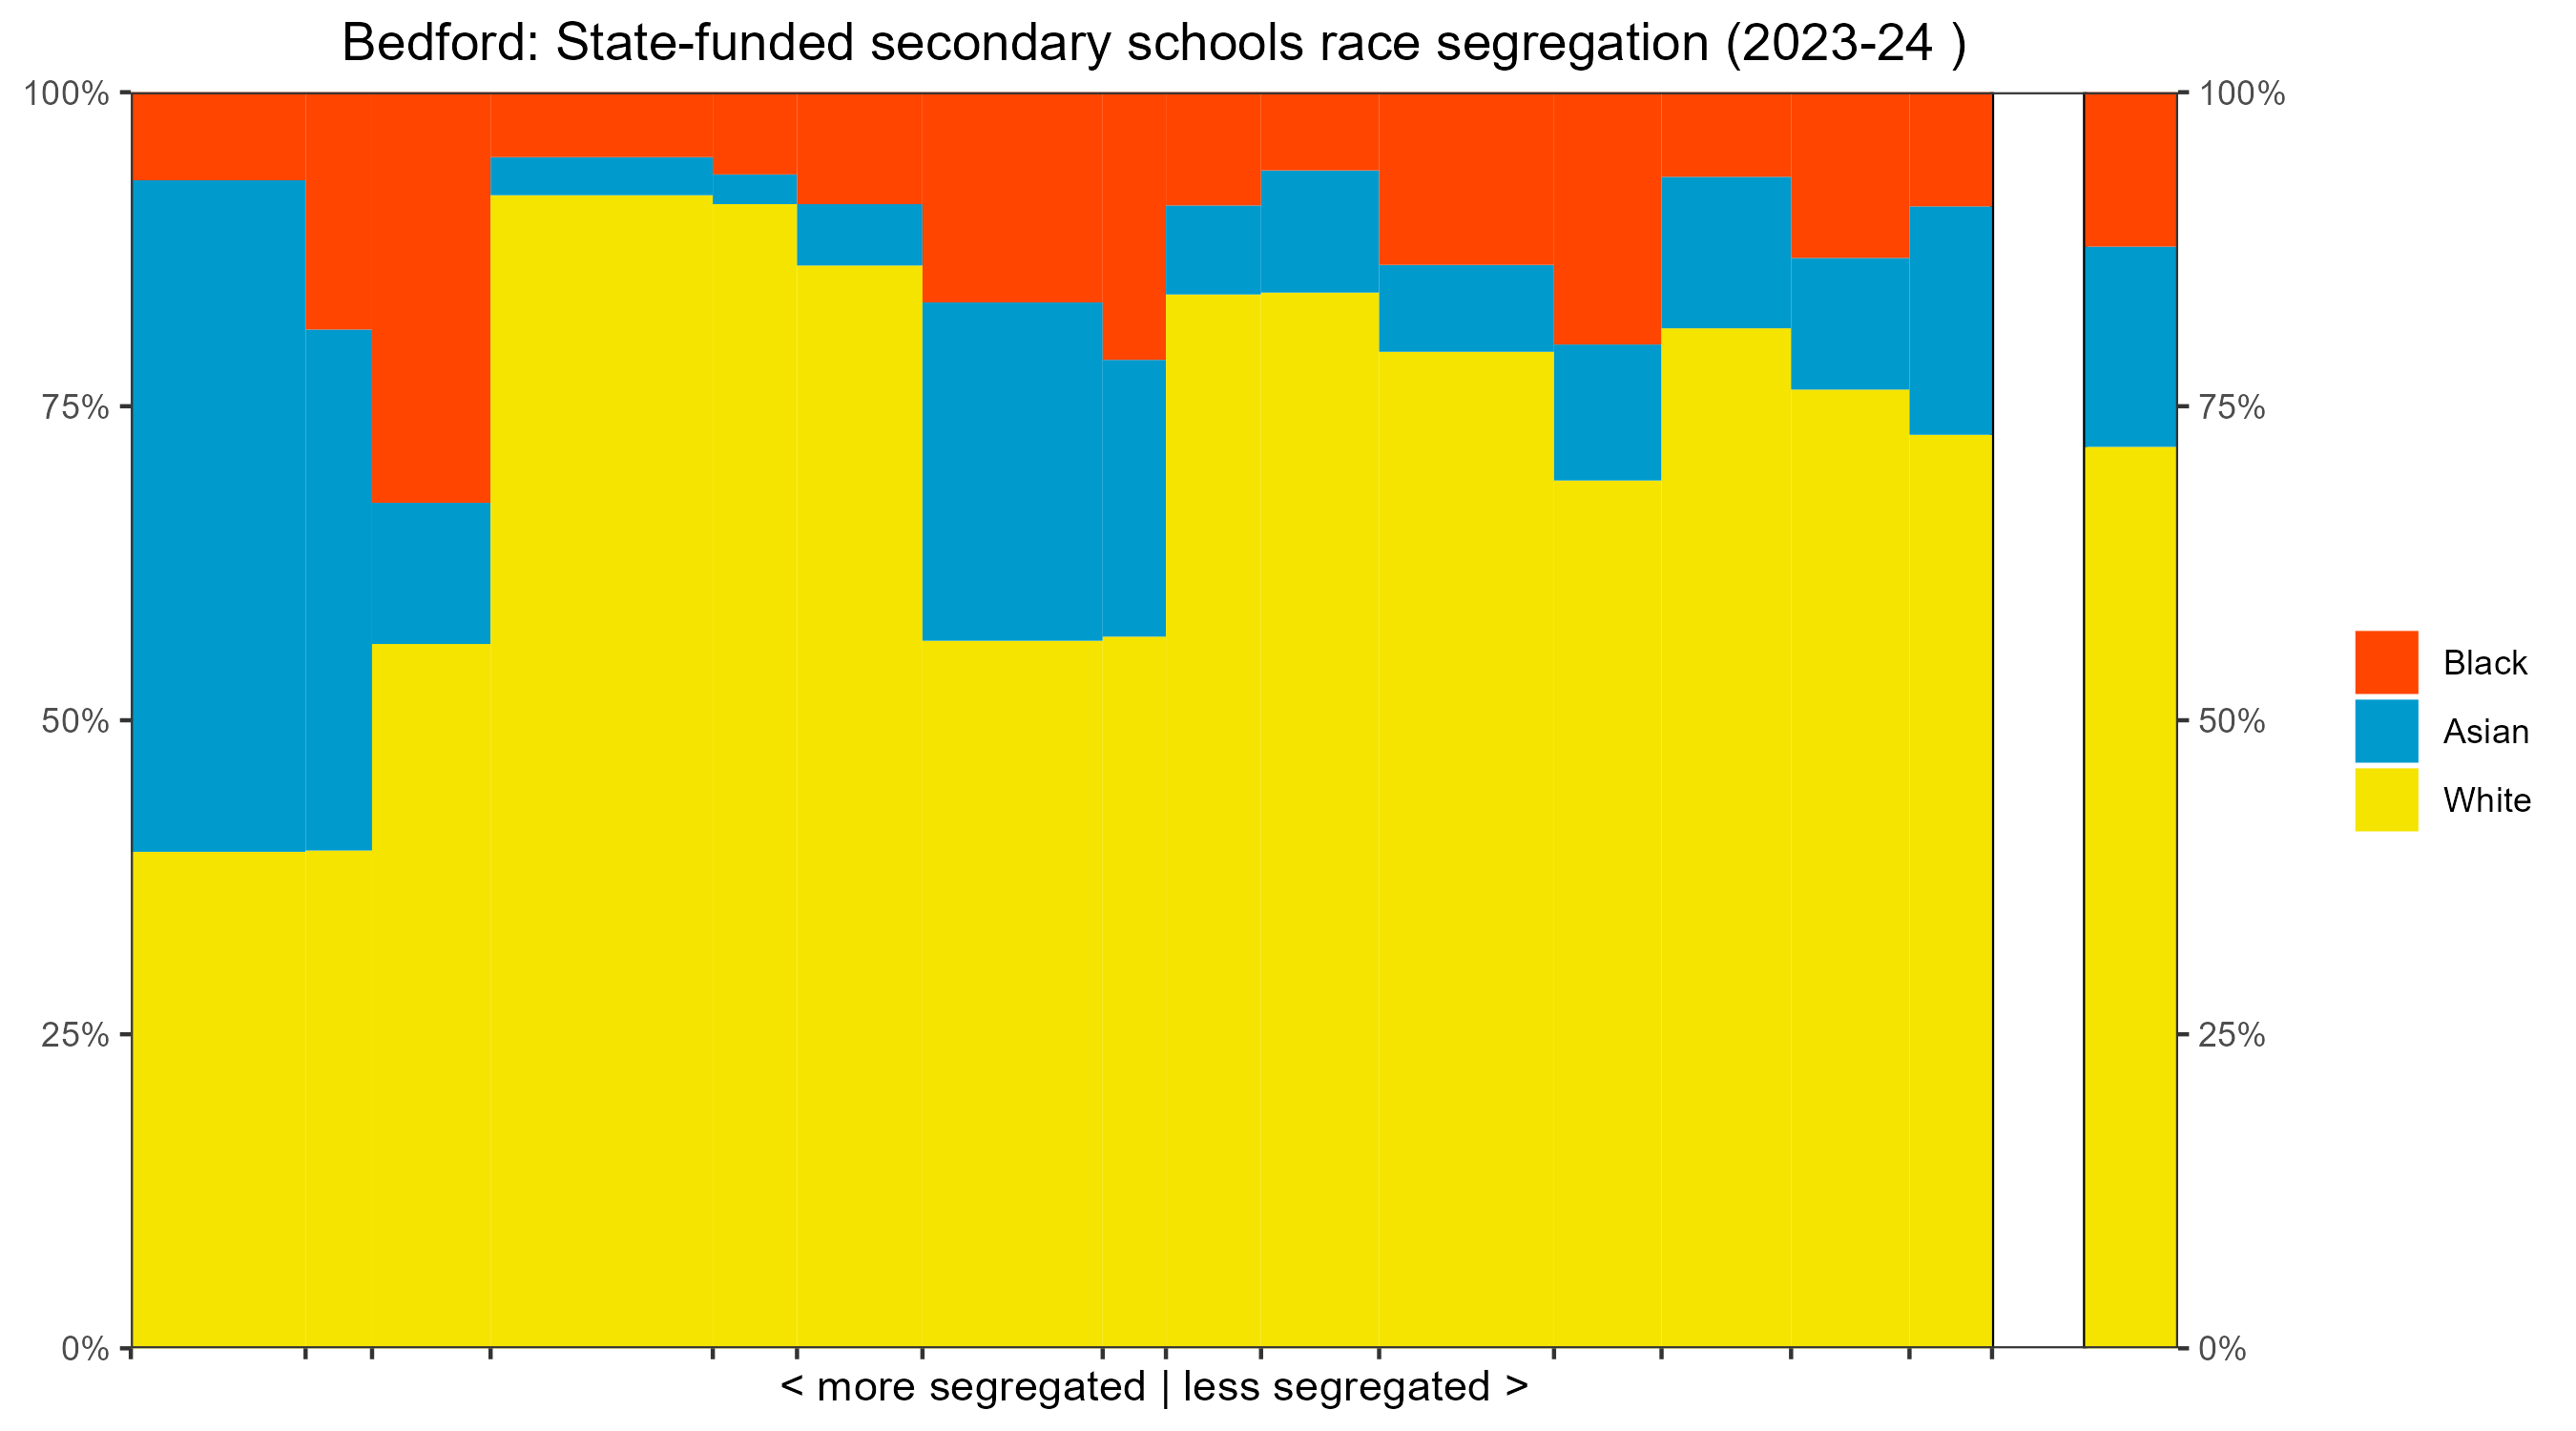 Bedford: State-funded secondary schools race segregation (2023-24 )
100%
75%
50%
25%
0%
100%
75%
50%
25%
0%
Black
Asian
White
< more segregated | less segregated >